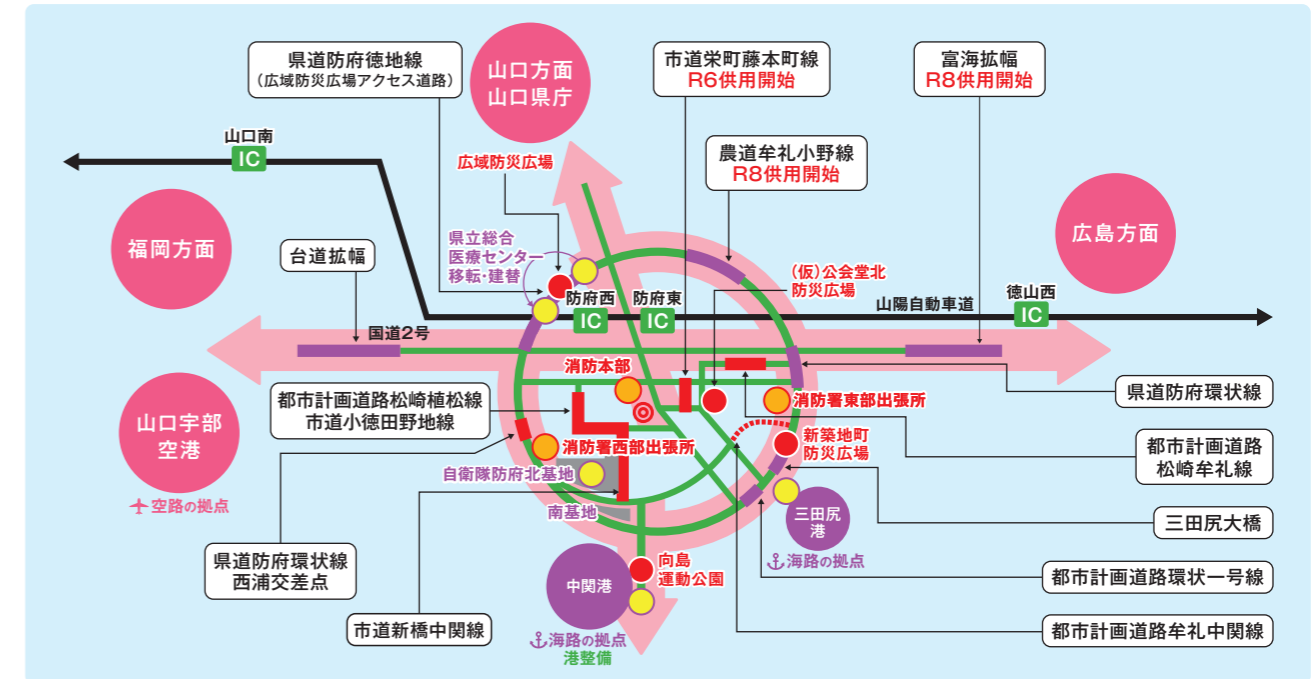 県道防府徳地線
（広域防災広場アクセス道路）
山口方面
山口県庁
市道栄町藤本町線
R6供用開始
富海拡幅
R8供用開始
山口南
IC
広域防災広場
農道牟礼小野線
R8供用開始
福岡方面
広島方面
台道拡幅
県立総合
医療センター
移転・建替
(仮)公会堂北
防災広場
防府西
IC
防府東
IC
山陽自動車道
徳山西
IC
国道2号
消防本部
都市計画道路松崎植松線
市道小徳田野地線
消防署東部出張所
県道防府環状線
山口宇部
空港
空路の拠点
消防署西部出張所
新築地町
防災広場
都市計画道路
松崎牟礼線
自衛隊防府北基地
南基地
三田尻
港
海路の拠点
三田尻大橋
県道防府環状線
西浦交差点
中関港
向島
運動公園
都市計画道路環状一号線
市道新橋中関線
海路の拠点
港整備
都市計画道路牟礼中関線